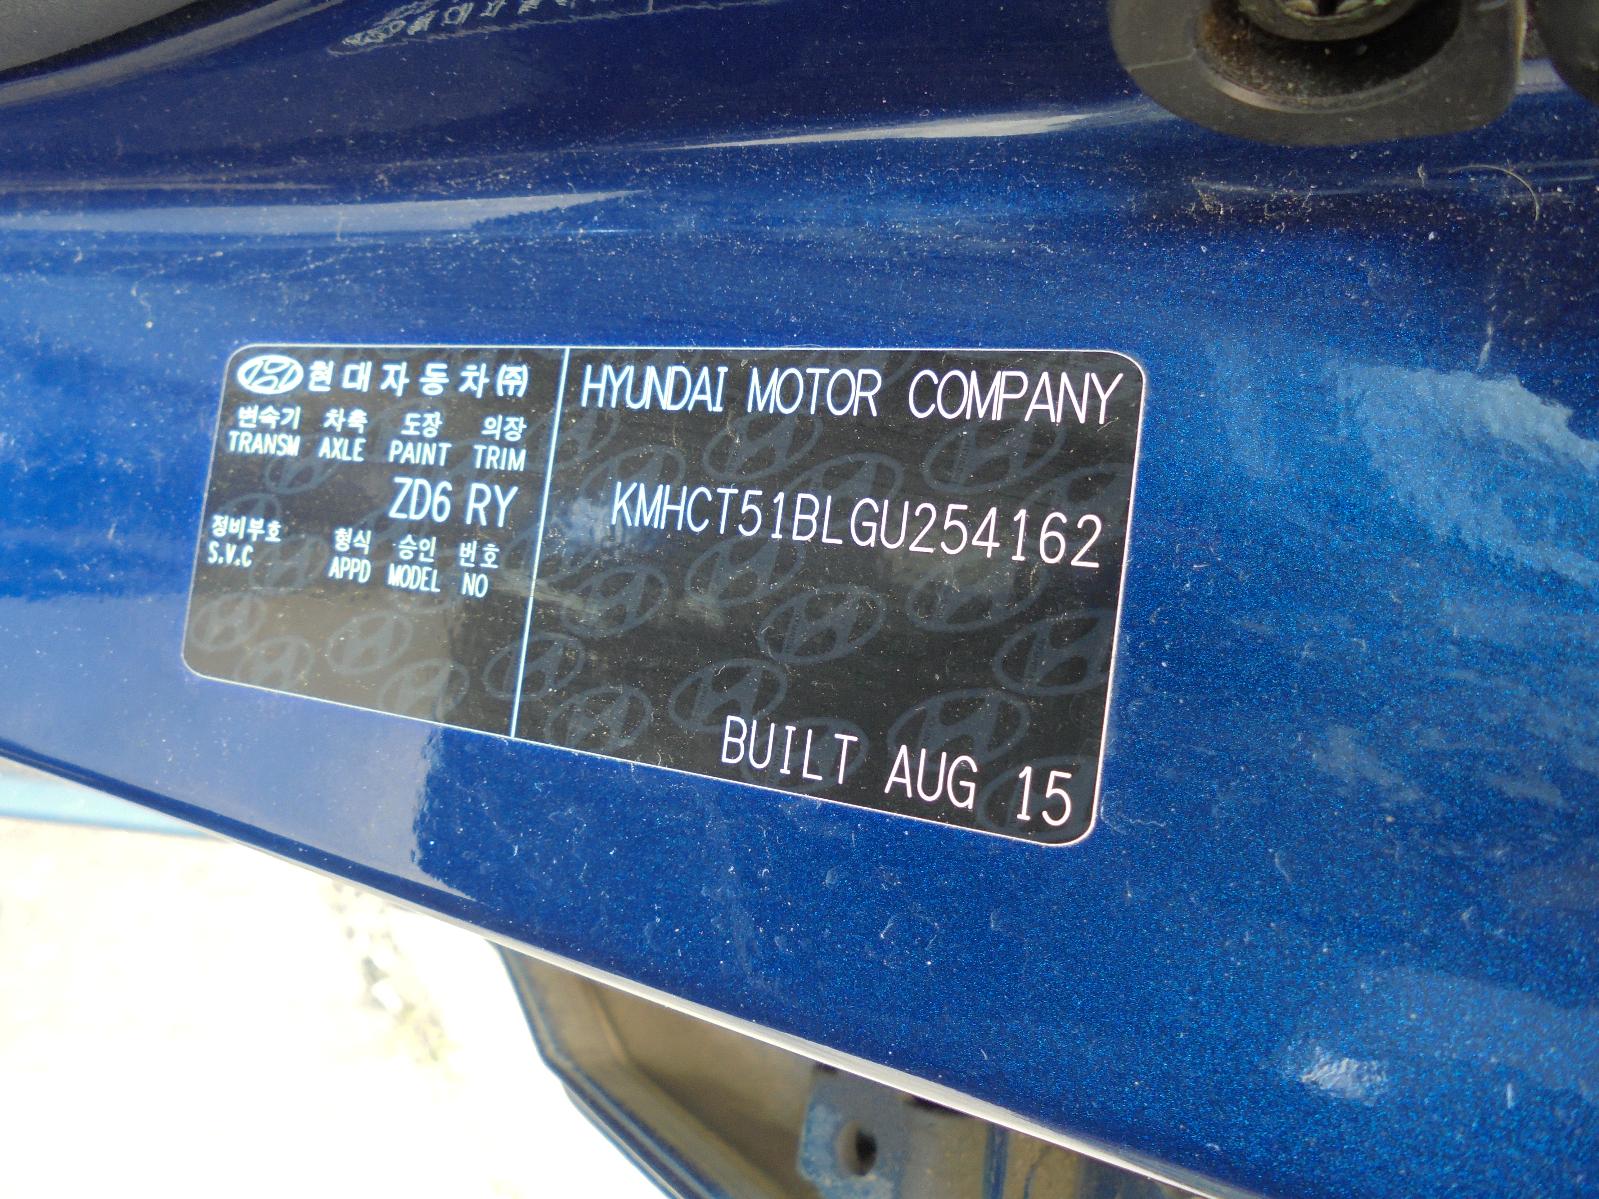 현대자동차㈜
변속기 차축 도장 의장
TRANSM AXLE PAINT TRIM
ZD6 RY
정비부호 형식 승인 번호
S.V.C APPD MODEL NO
HYUNDAI MOTOR COMPANY
KMHCT51BLGU254162
BUILT AUG 15